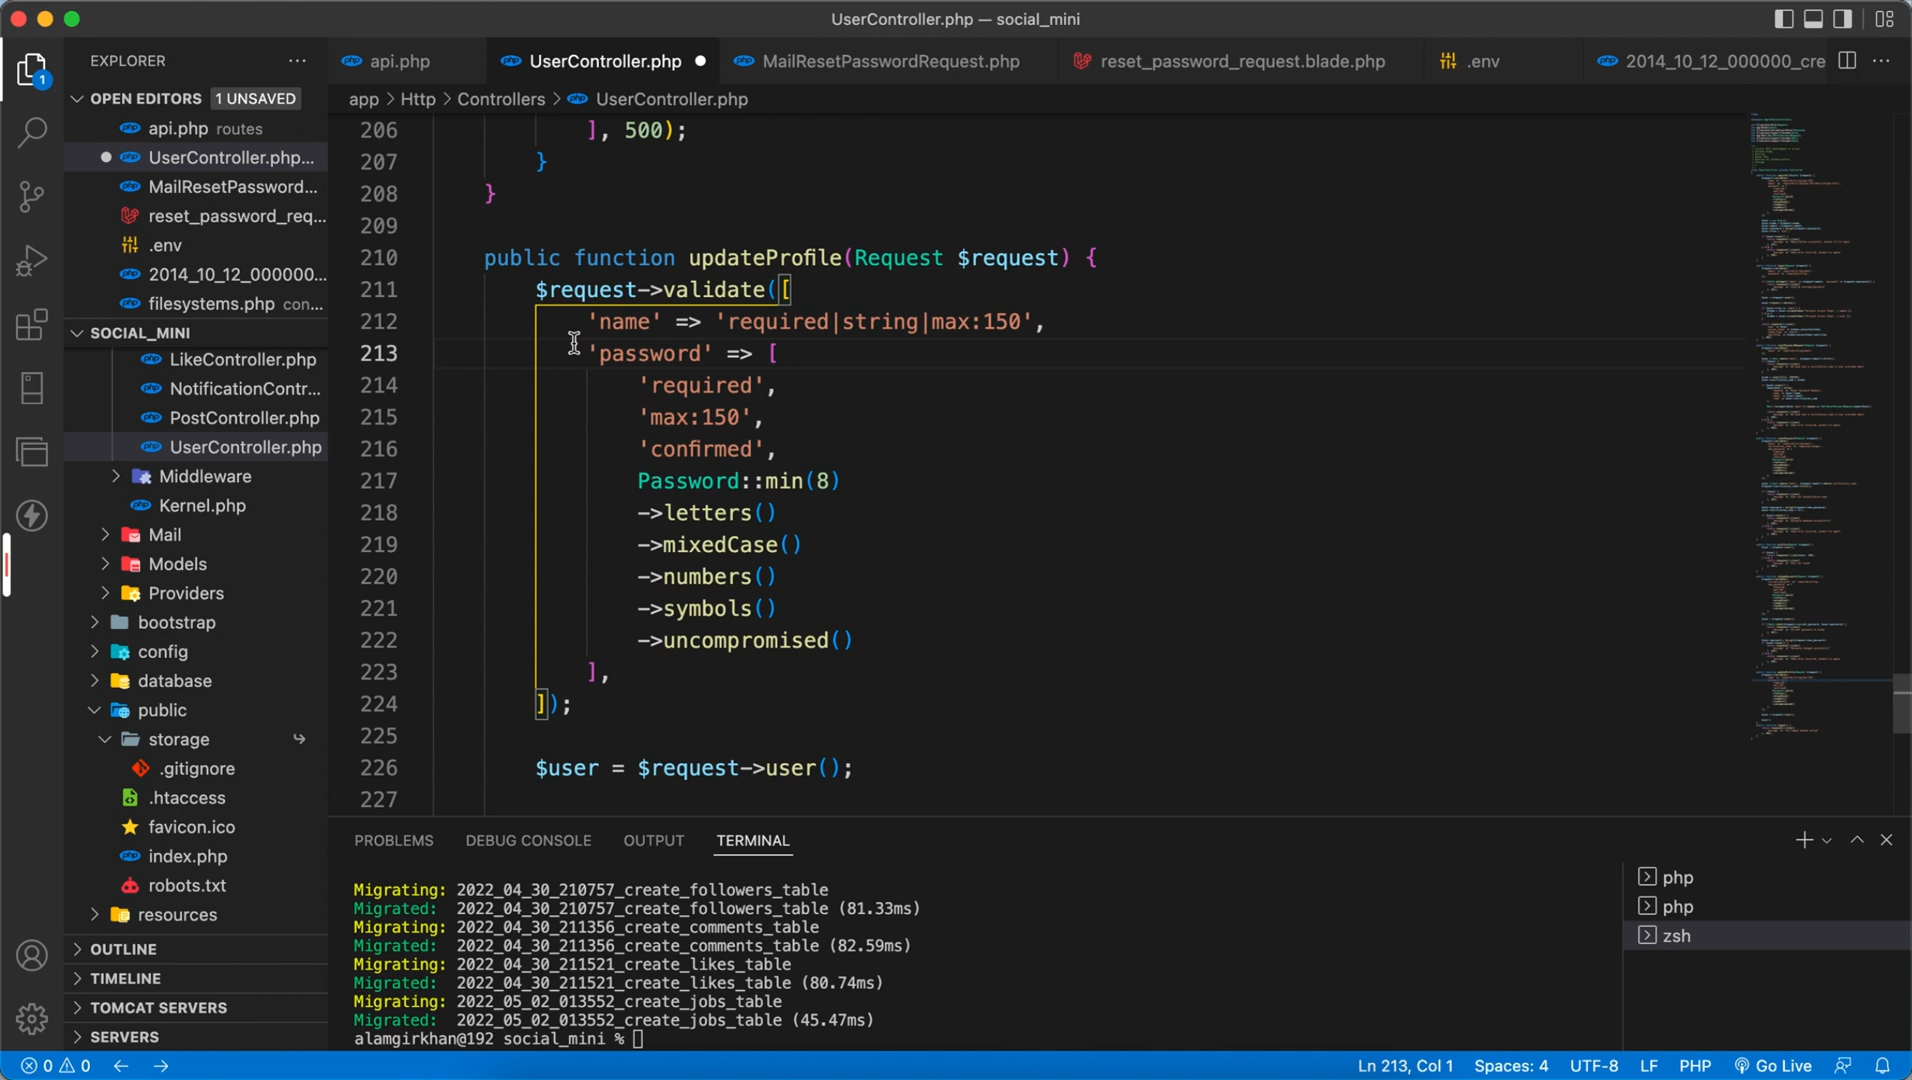 UserController.php — social_mini
EXPLORER
api.php
UserController.php
MailResetPasswordRequest.php
reset_password_request.blade.php
.env
2014_10_12_000000_cre
OPEN EDITORS 1 UNSAVED
api.php routes
UserController.php...
MailResetPassword...
reset_password_req...
.env
2014_10_12_000000...
filesystems.php con...
SOCIAL_MINI
LikeController.php
NotificationContr...
PostController.php
UserController.php
Middleware
Kernel.php
Mail
Models
Providers
bootstrap
config
database
public
storage
.gitignore
.htaccess
favicon.ico
index.php
robots.txt
resources
OUTLINE
TIMELINE
TOMCAT SERVERS
SERVERS
app > Http > Controllers > UserController.php
206 ], 500);
207 }
208 }
209
210 public function updateProfile(Request $request) {
211 $request->validate([
212 'name' => 'required|string|max:150',
213 'password' => [
214 'required',
215 'max:150',
216 'confirmed',
217 Password::min(8)
218 ->letters()
219 ->mixedCase()
220 ->numbers()
221 ->symbols()
222 ->uncompromised()
223 ],
224 ]);
225
226 $user = $request->user();
227
PROBLEMS DEBUG CONSOLE OUTPUT TERMINAL
Migrating: 2022_04_30_210757_create_followers_table
Migrated: 2022_04_30_210757_create_followers_table (81.33ms)
Migrating: 2022_04_30_211356_create_comments_table
Migrated: 2022_04_30_211356_create_comments_table (82.59ms)
Migrating: 2022_04_30_211521_create_likes_table
Migrated: 2022_04_30_211521_create_likes_table (80.74ms)
Migrating: 2022_05_02_013552_create_jobs_table
Migrated: 2022_05_02_013552_create_jobs_table (45.47ms)
alamgirkhan@192 social_mini %
php
php
zsh
1
0 0
Ln 213, Col 1 Spaces: 4 UTF-8 LF PHP Go Live